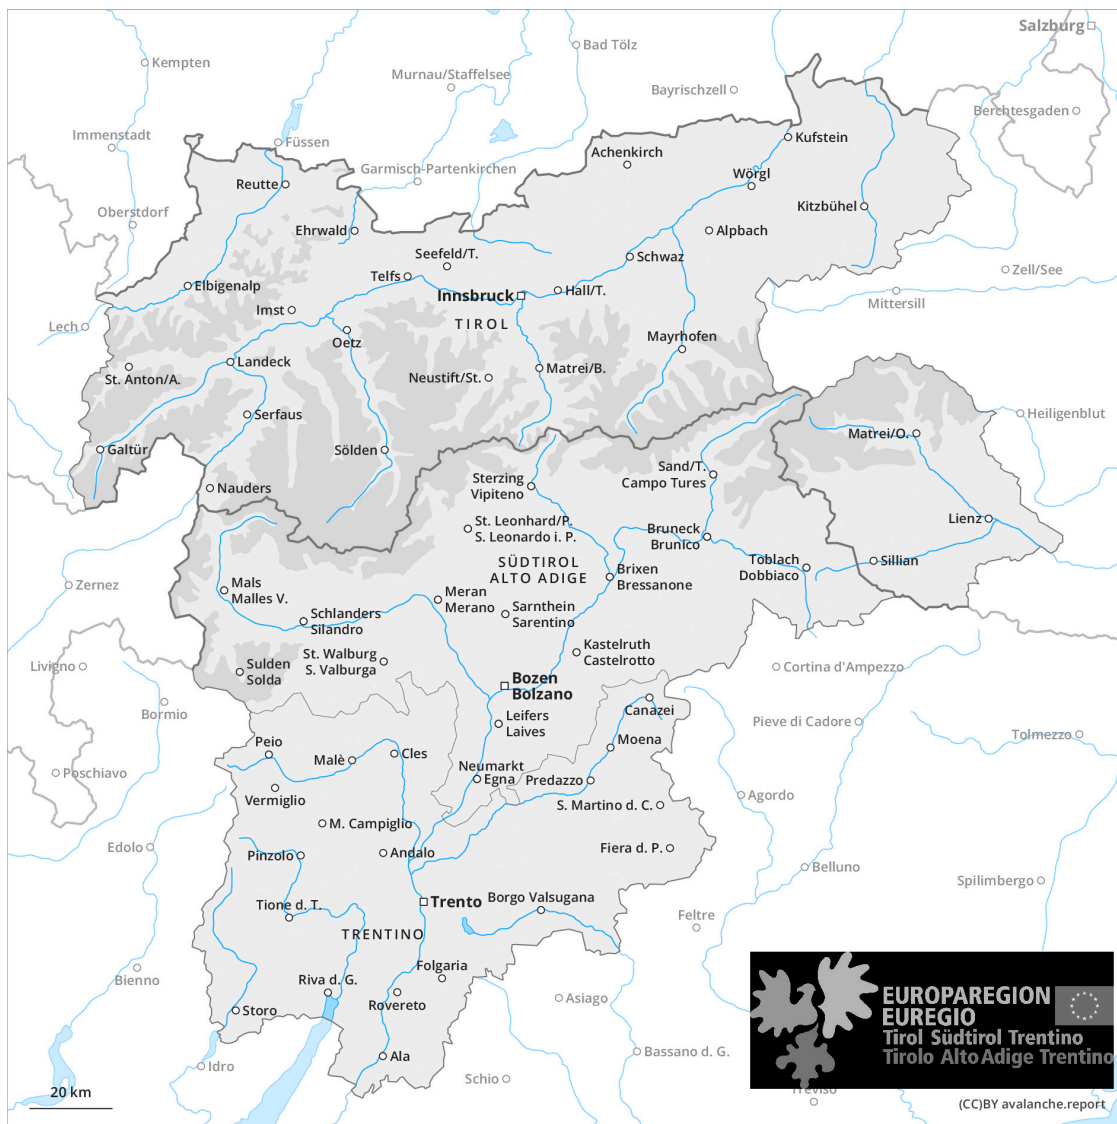 Salzburg
Bad Tölz
Kempten
Murnau/Staffelsee
Bayrischzell
Berchtesgaden
Immenstadt
Füssen
Kufstein
Achenkirch
Garmisch-Partenkirchen
Wörgl
Reutte
Kitzbühel
Oberstdorf
Ehrwald
Alpbach
Seefeld/T.
Schwaz
Zell/See
Telfs
Elbigenalp
Innsbruck
Hall/T.
Mittersill
Imst
TIROL
Lech
Oetz
Mayrhofen
Landeck
Matrei/B.
St. Anton/A.
Neustift/St.
Serfaus
Heiligenblut
Matrei/O.
Galtür
Sölden
Sand/T.
Campo Tures
Sterzing
Vipiteno
Nauders
Lienz
St. Leonhard/P.
S. Leonardo i. P.
Bruneck
Brunico
SÜDTIROL
ALTO ADIGE
Toblach
Dobbiaco
Sillian
Brixen
Bressanone
Zernez
Mals
Malles V.
Meran
Merano
Sarnthein
Sarentino
Schlanders
Silandro
Kastelruth
Castelrotto
St. Walburg
S. Valburga
Livigno
Sulden
Solda
Cortina d'Ampezzo
Bozen
Bolzano
Bormio
Canazei
Leifers
Laives
Pieve di Cadore
Tolmezzo
Peio
Moena
Malè
Cles
Poschiavo
Neumarkt
Egna
Predazzo
Vermiglio
Agordo
S. Martino d. C.
M. Campiglio
Edolo
Pinzolo
Andalo
Fiera d. P.
Belluno
Spilimbergo
Tione d. T.
Trento
Borgo Valsugana
Feltre
TRENTINO
Bienno
Folgaria
Riva d. G.
Rovereto
Asiago
Storo
EUROPAREGION
EUREGIO
Tirol Südtirol Trentino
Tirolo Alto Adige Trentino
Ala
Bassano d. G.
Idro
Schio
20 km
Treviso
(CC)BY avalanche.report